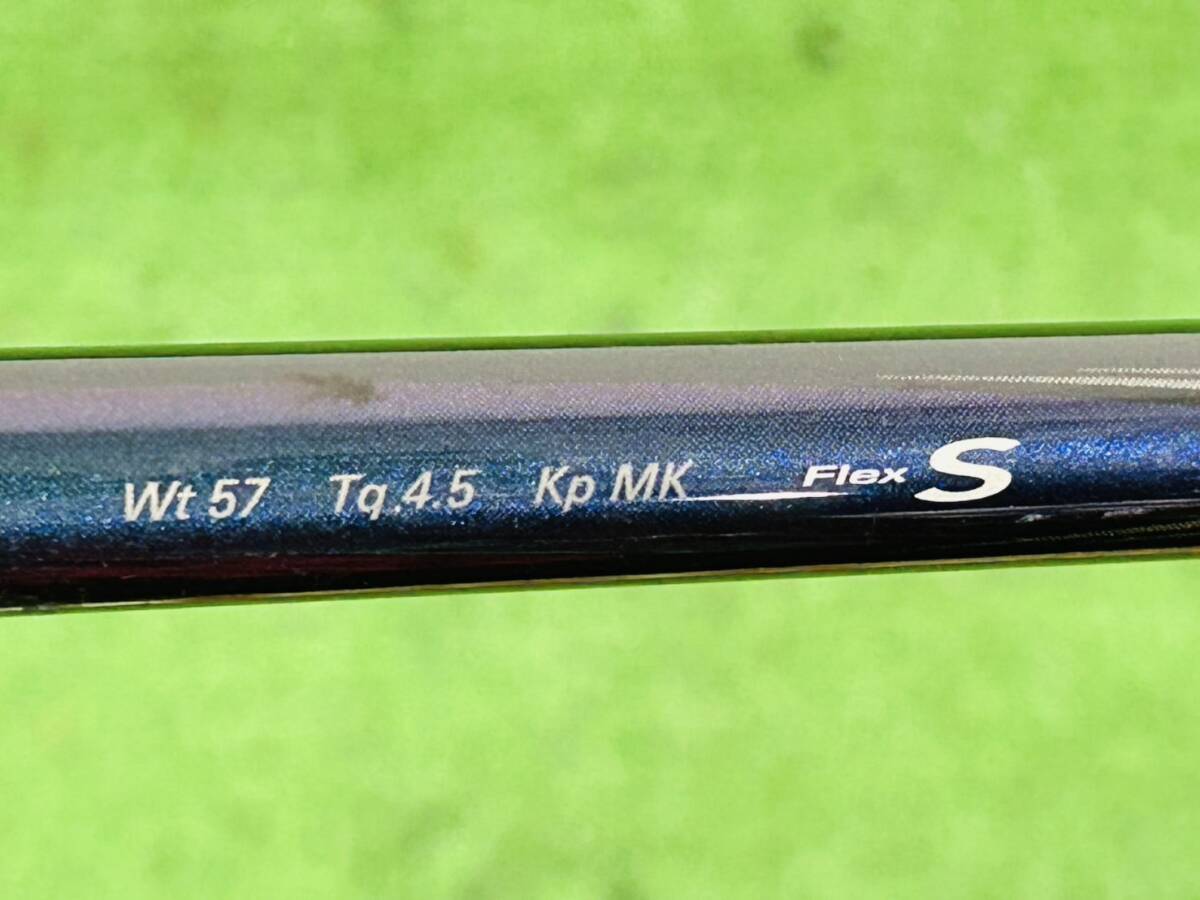 Wt 57 Tq.4.5 Kp MK Flex S